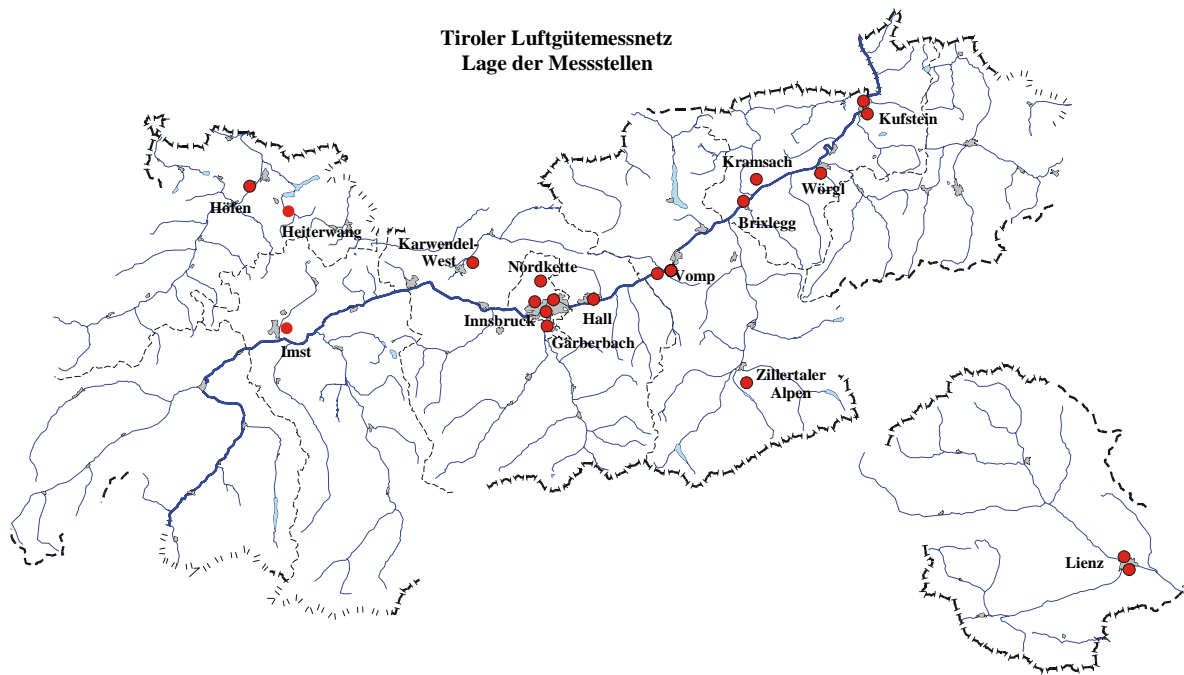 Tiroler Luftgütemessnetz
Lage der Messstellen
Kufstein
Kramsach
Wörgl
Höfen
Brixlegg
Heiterwang
Karwendel-
West
Nordkette
Vomp
Innsbruck
Hall
Gärberbach
Imst
Zillertaler
Alpen
Lienz